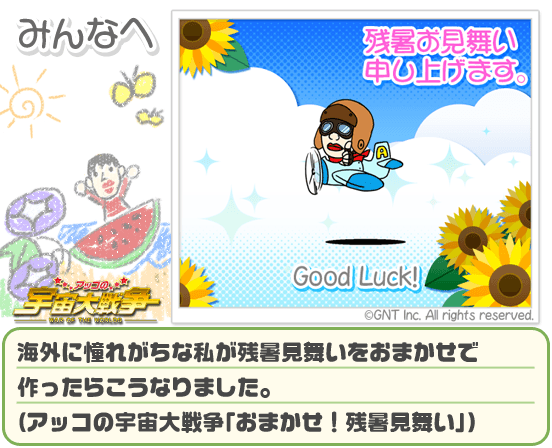 みんなへ
残暑お見舞い
申し上げます。
A
Good Luck!
©GNT Inc. All rights reserved.
アッコの
宇宙大戦争
WAR OF THE WORLDS
海外に憧れがちな私が残暑見舞いをおまかせで
作ったらこうなりました。
(アッコの宇宙大戦争「おまかせ!残暑見舞い」)